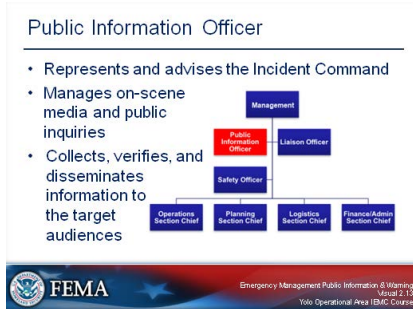 Public Information Officer
• Represents and advises the Incident Command
• Manages on-scene
media and public
inquiries
• Collects, verifies, and
disseminates
information to
the target
audiences
Management
Public
Information
Officer
Liaison Officer
Safety Officer
Operations
Section Chief
Planning
Section Chief
Logistics
Section Chief
Finance/Admin
Section Chief
FEMA
Emergency Management Public Information & Warning
Visual 2.13
Yolo Operational Area IEMC Course